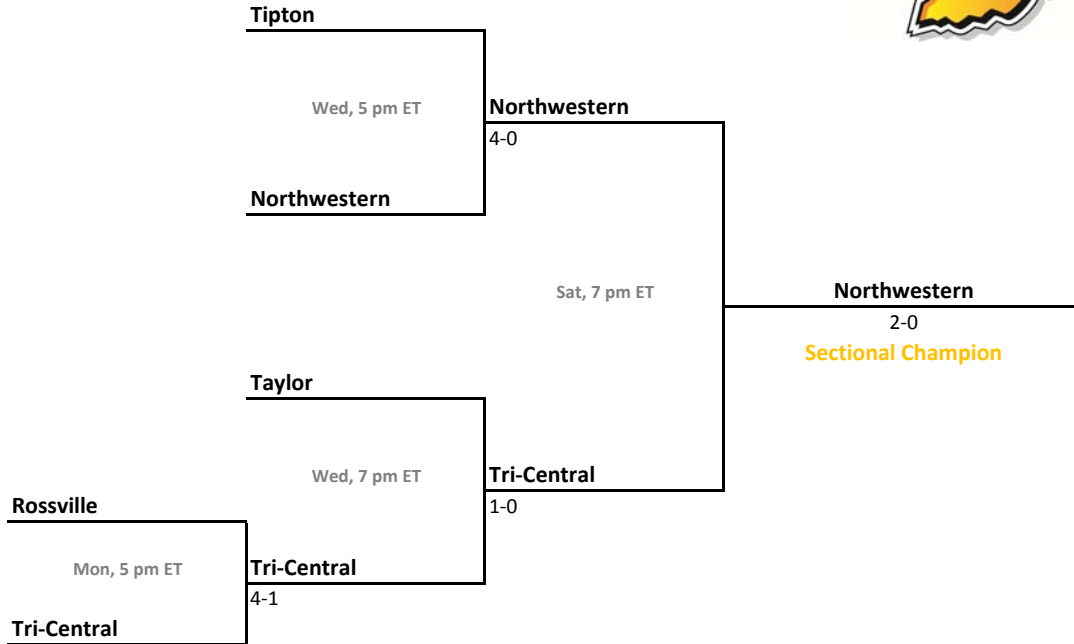 Tipton
Wed, 5 pm ET
Northwestern
4-0
Northwestern
Sat, 7 pm ET
Northwestern
2-0
Sectional Champion
Taylor
Wed, 7 pm ET
Tri-Central
1-0
Rossville
Mon, 5 pm ET
Tri-Central
4-1
Tri-Central